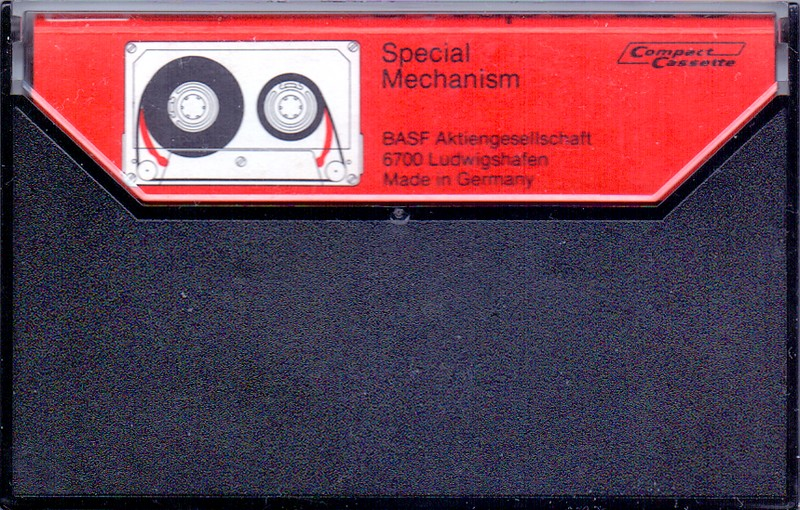 Special
Mechanism
Compact
Cassette
BASF Aktiengesellschaft
6700 Ludwigshafen
Made in Germany